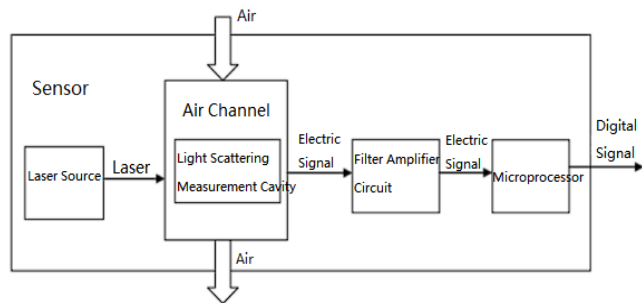 Air
Sensor
Air Channel
Laser Source
Laser
Light Scattering
Measurement Cavity
Electric
Signal
Filter Amplifier
Circuit
Electric
Signal
Microprocessor
Digital
Signal
Air